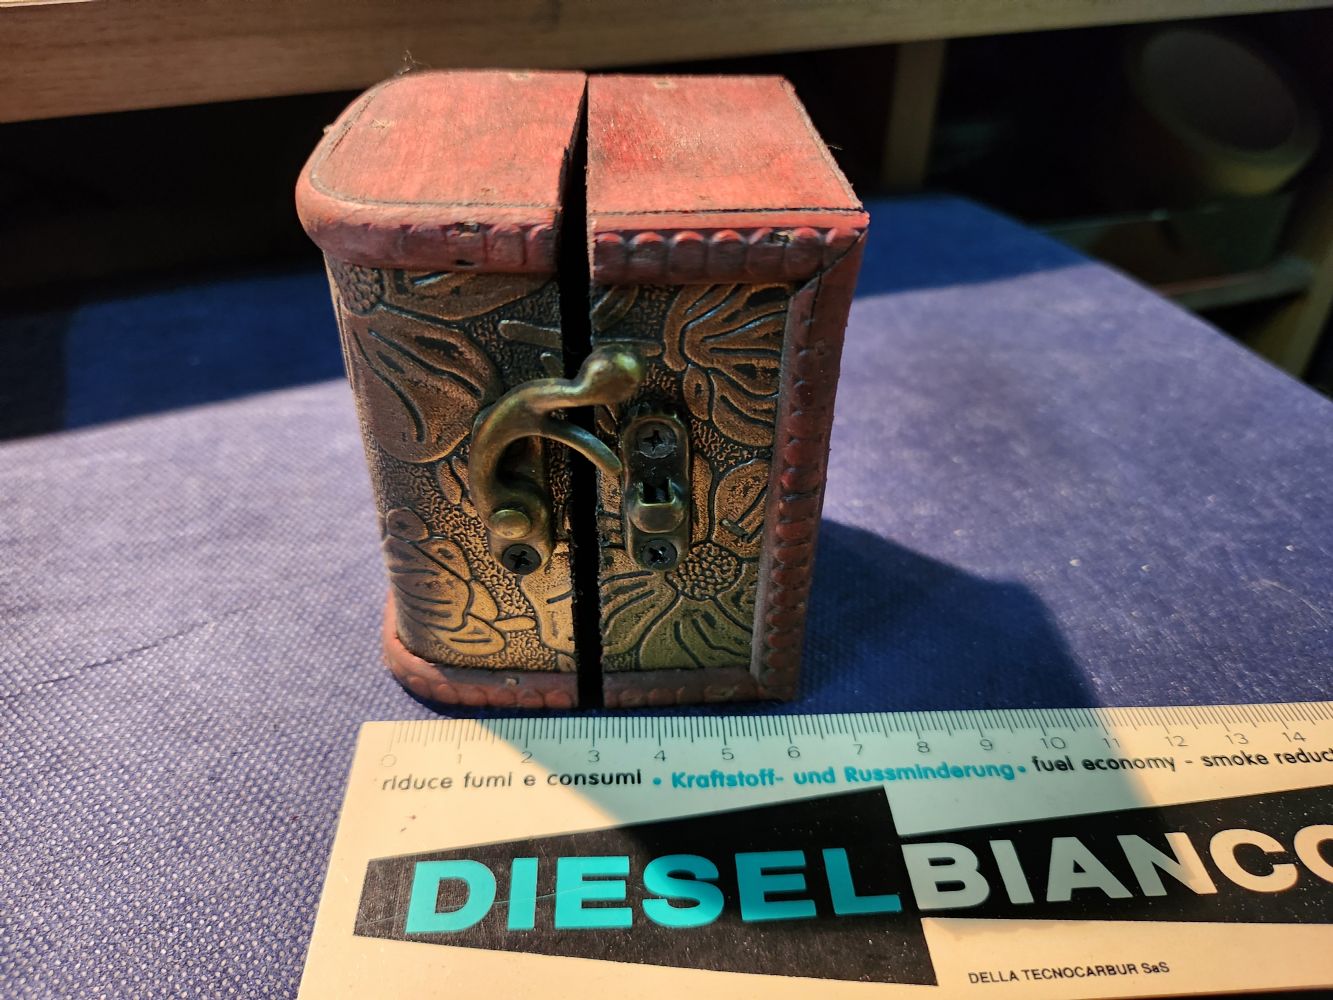 0 1 2 3 4 5 6 7 8 9 10 11 12 13 14
riduce fumi e consumi • Kraftstoff- und Russminderung • fuel economy - smoke reduc
DIESELBIANCO
DELLA TECNOCARBUR SaS